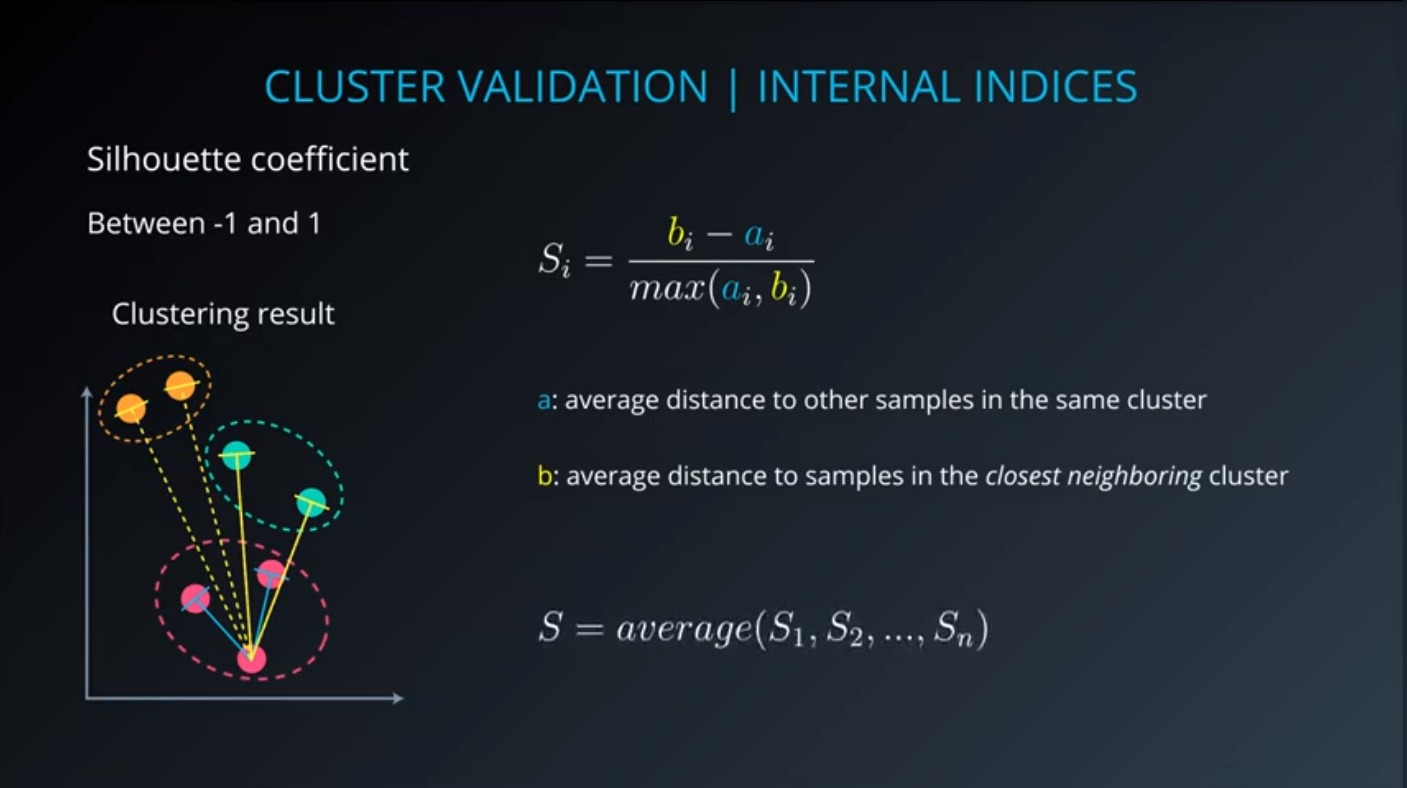 CLUSTER VALIDATION | INTERNAL INDICES
Silhouette coefficient
Between -1 and 1
S_i = \frac{b_i - a_i}{max(a_i, b_i)}
Clustering result
a: average distance to other samples in the same cluster
b: average distance to samples in the closest neighboring cluster
S = average(S_1, S_2, ..., S_n)